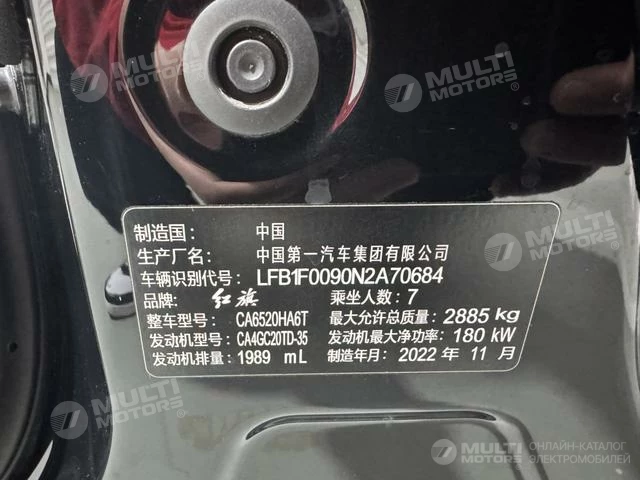 MULTI MOTORS
MULTI MOTORS
制造国： 中国
生产厂名： 中国第一汽车集团有限公司
车辆识别代号： LFB1F0090N2A70684
品牌： 红旗 乘坐人数：7
整车型号： CA6520HA6T 最大允许总质量：2885 kg
发动机型号： CA4GC20TD-35 发动机最大净功率：180 kW
发动机排量： 1989 mL 制造年月：2022 年 11 月
MULTI MOTORS
MULTI MOTORS
MULTI MOTORS
ОНЛАЙН-КАТАЛОГ
ЭЛЕКТРОМОБИЛЕЙ